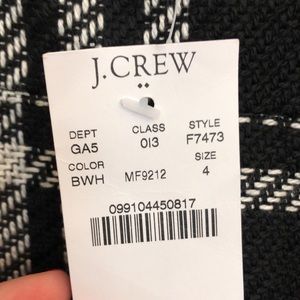 J.CREW
DEPT CLASS STYLE
GA5 013 F7473
COLOR SIZE
BWH MF9212 4
099104450817